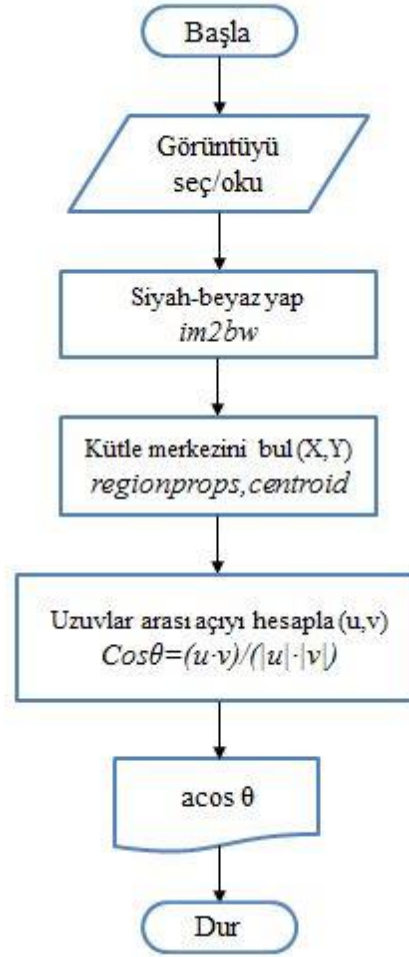 Başla
Görüntüyü
seç/oku
Siyah-beyaz yap
im2bw
Kütle merkezini bul (X,Y)
regionprops,centroid
Uzuvlar arası açıyı hesapla (u,v)
Cosθ=(u·v)/(|u|·|v|)
acos θ
Dur